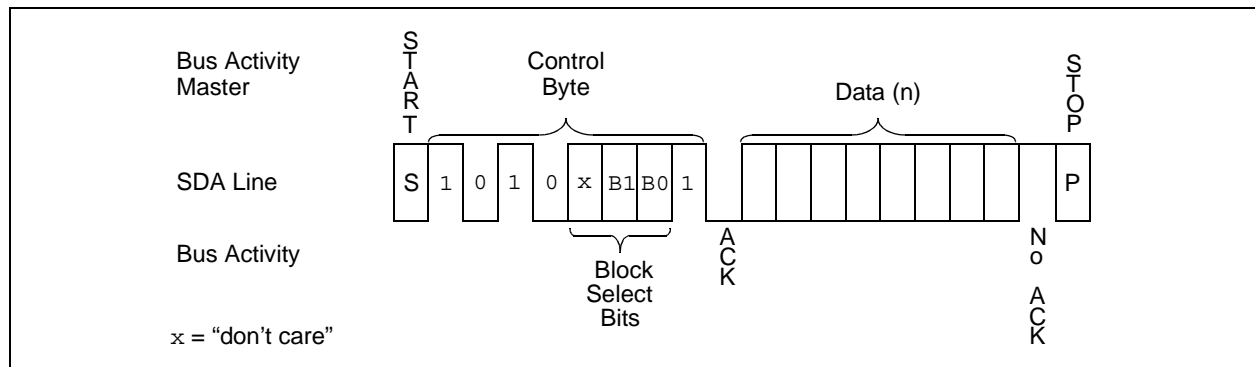 Bus Activity
Master
START
Control
Byte
Data (n)
STOP
SDA Line
S 1 0 1 0 x B1 B0 1 P
Bus Activity
ACK
No ACK
Block
Select
Bits
x = “don’t care”